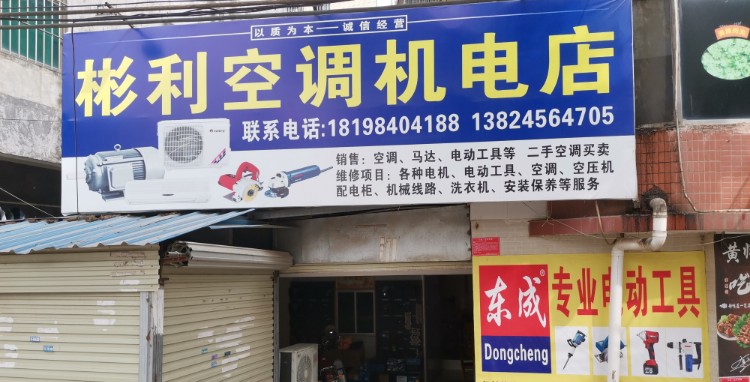 以质为本——诚信经营
彬利空调机电店
联系电话:18198404188 13824564705
销售：空调、马达、电动工具等 二手空调买卖
维修项目：各种电机、电动工具、空调、空压机
配电柜、机械线路、洗衣机、安装保养等服务
东成
®
Dongcheng
专业电动工具